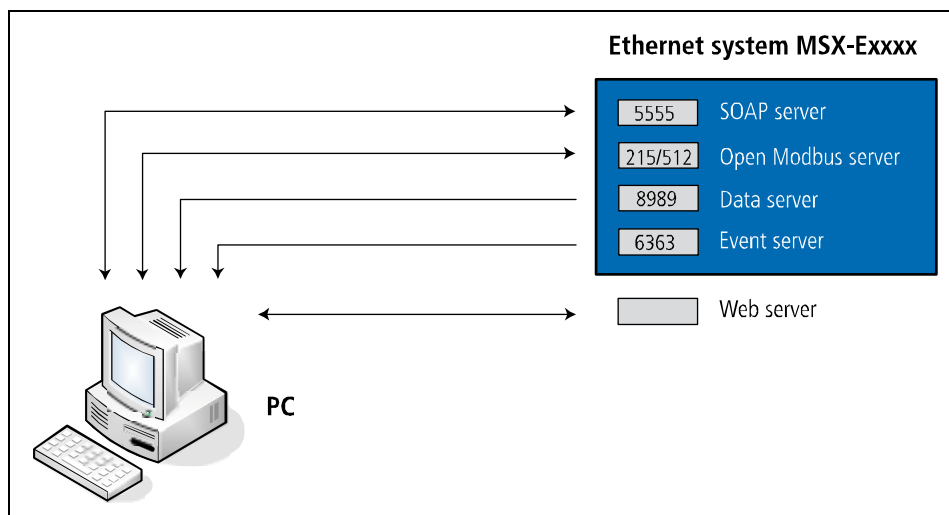 Ethernet system MSX-Exxxx
5555 SOAP server
215/512 Open Modbus server
8989 Data server
6363 Event server
Web server
PC